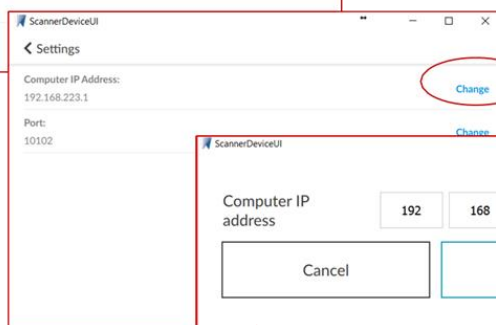 ScannerDeviceUI
Settings
Computer IP Address:
Change
192.168.223.1
Port:
Change
10102
ScannerDeviceUI
Computer IP
address
192
168
Cancel